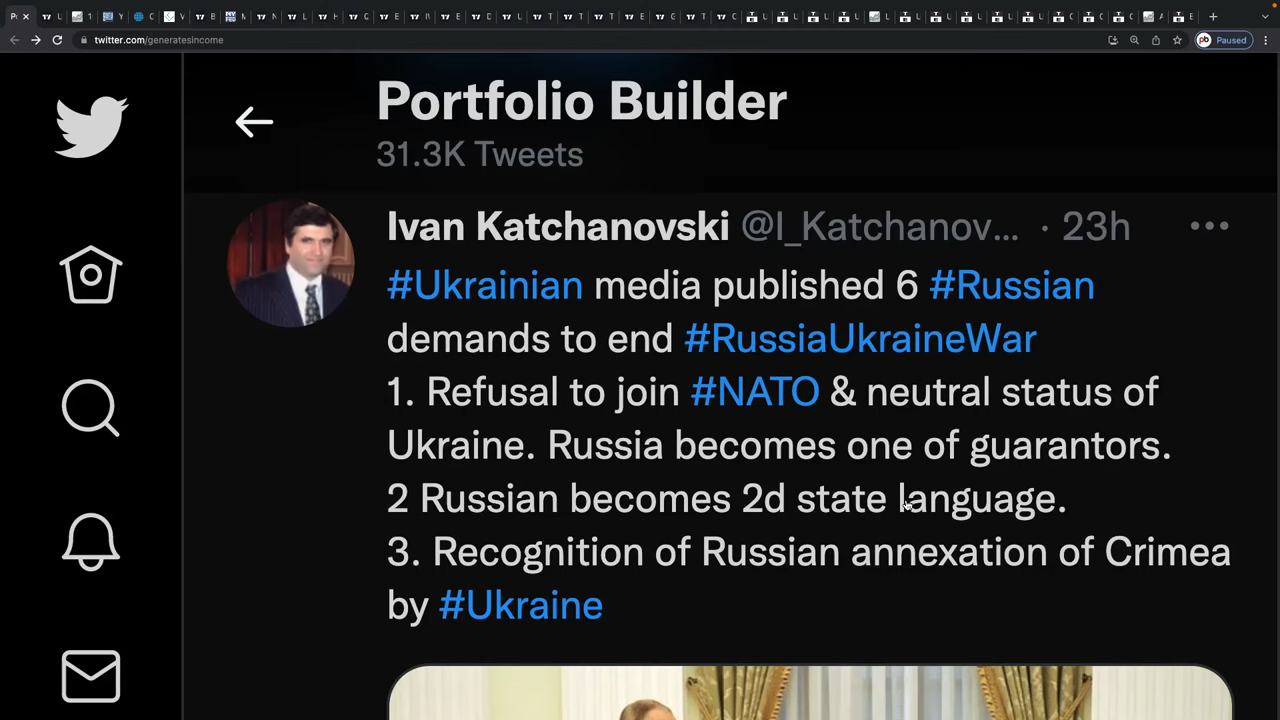 twitter.com/generatesincome
Paused
Portfolio Builder
31.3K Tweets
Ivan Katchanovski @I_Katchanov... · 23h
#Ukrainian media published 6 #Russian
demands to end #RussiaUkraineWar
1. Refusal to join #NATO & neutral status of
Ukraine. Russia becomes one of guarantors.
2 Russian becomes 2d state language.
3. Recognition of Russian annexation of Crimea
by #Ukraine